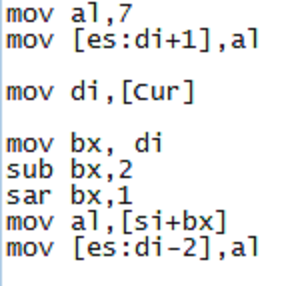 mov al,7
mov [es:di+1],al
mov di,[Cur]
mov bx, di
sub bx,2
sar bx,1
mov al,[si+bx]
mov [es:di-2],al